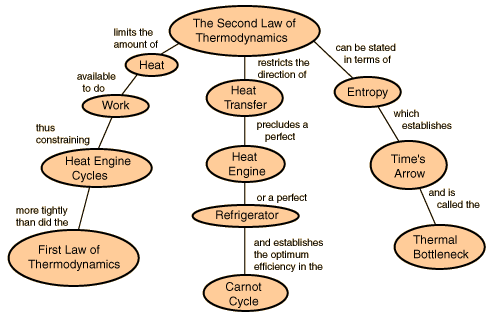 The Second Law of
Thermodynamics
limits the
amount of
Heat
available
to do
Work
thus
constraining
Heat Engine
Cycles
more tightly
than did the
First Law of
Thermodynamics
restricts the
direction of
Heat
Transfer
precludes a
perfect
Heat
Engine
or a perfect
Refrigerator
and establishes
the optimum
efficiency in the
Carnot
Cycle
can be stated
in terms of
Entropy
which
establishes
Time's
Arrow
and is
called the
Thermal
Bottleneck